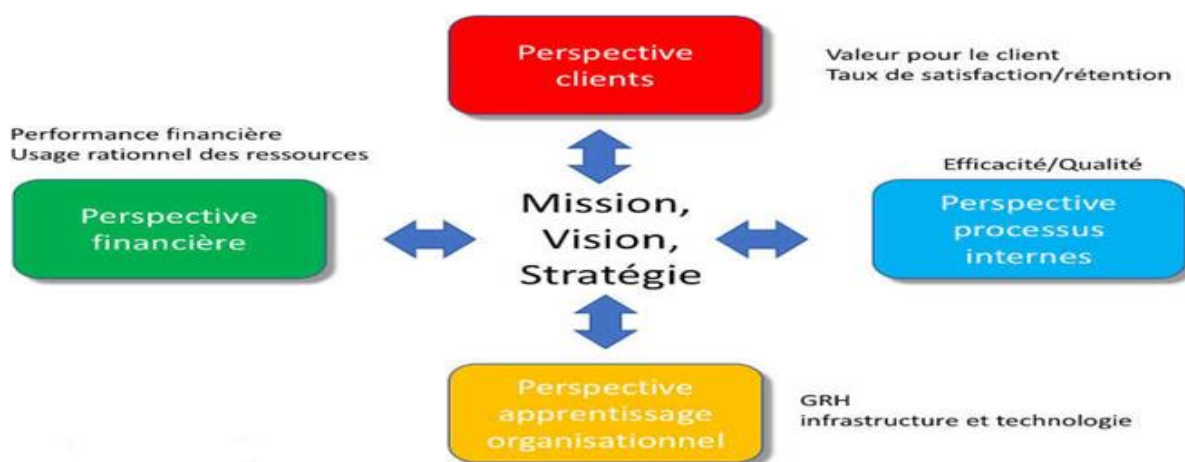 Perspective
clients
Valeur pour le client
Taux de satisfaction/rétention
Performance financière
Usage rationnel des ressources
Perspective
financière
Mission,
Vision,
Stratégie
Efficacité/Qualité
Perspective
processus
internes
Perspective
apprentissage
organisationnel
GRH
infrastructure et technologie